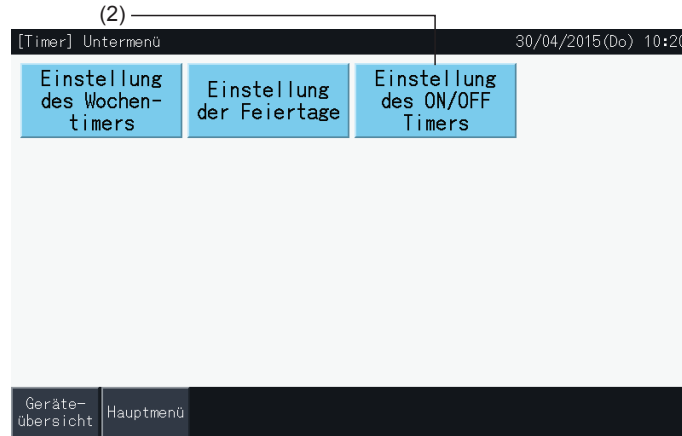 (2)
[Timer] Untermenü 30/04/2015(Do) 10:20
Einstellung
des Wochen-
timers
Einstellung
der Feiertage
Einstellung
des ON/OFF
Timers
Geräte-
übersicht
Hauptmenü